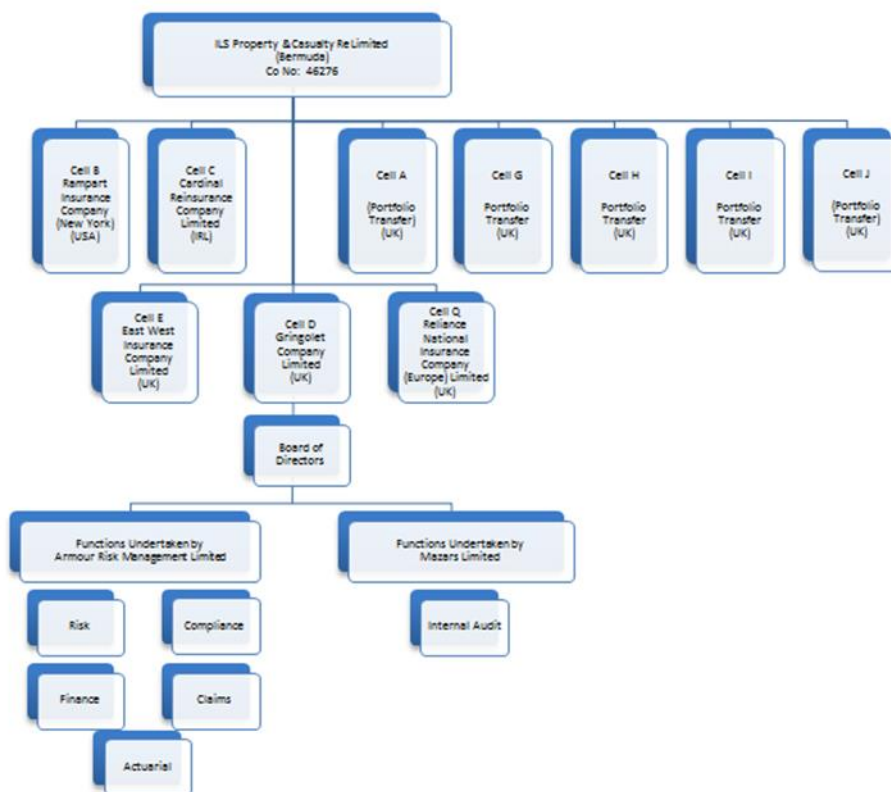 ILS Property & Casualty Re Limited
(Bermuda)
Co No: 46276
Cell B
Rampart
Insurance
Company
(New York)
(USA)
Cell C
Cardinal
Reinsurance
Company
Limited
(IRL)
Cell A
(Portfolio
Transfer)
(UK)
Cell G
Portfolio
Transfer
(UK)
Cell H
Portfolio
Transfer
(UK)
Cell I
Portfolio
Transfer
(UK)
Cell J
(Portfolio
Transfer)
(UK)
Cell E
East West
Insurance
Company
Limited
(UK)
Cell D
Gringolet
Company
Limited
(UK)
Cell Q
Reliance
National
Insurance
Company
(Europe) Limited
(UK)
Board of
Directors
Functions Undertaken by
Armour Risk Management Limited
Functions Undertaken by
Mazars Limited
Risk
Compliance
Internal Audit
Finance
Claims
Actuarial